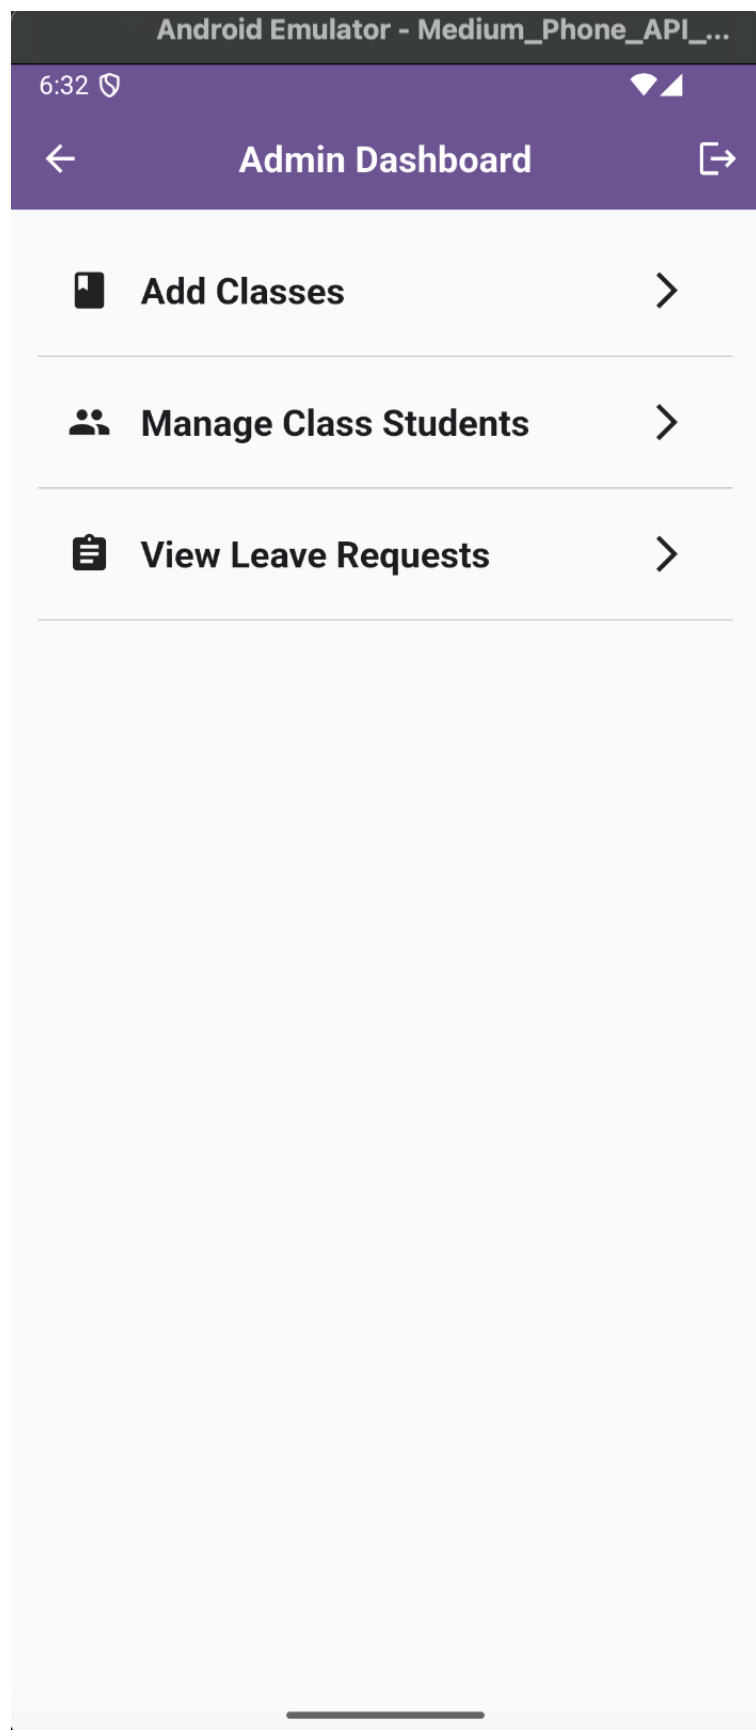 Android Emulator - Medium_Phone_API_...
6:32
Admin Dashboard
Add Classes
Manage Class Students
View Leave Requests